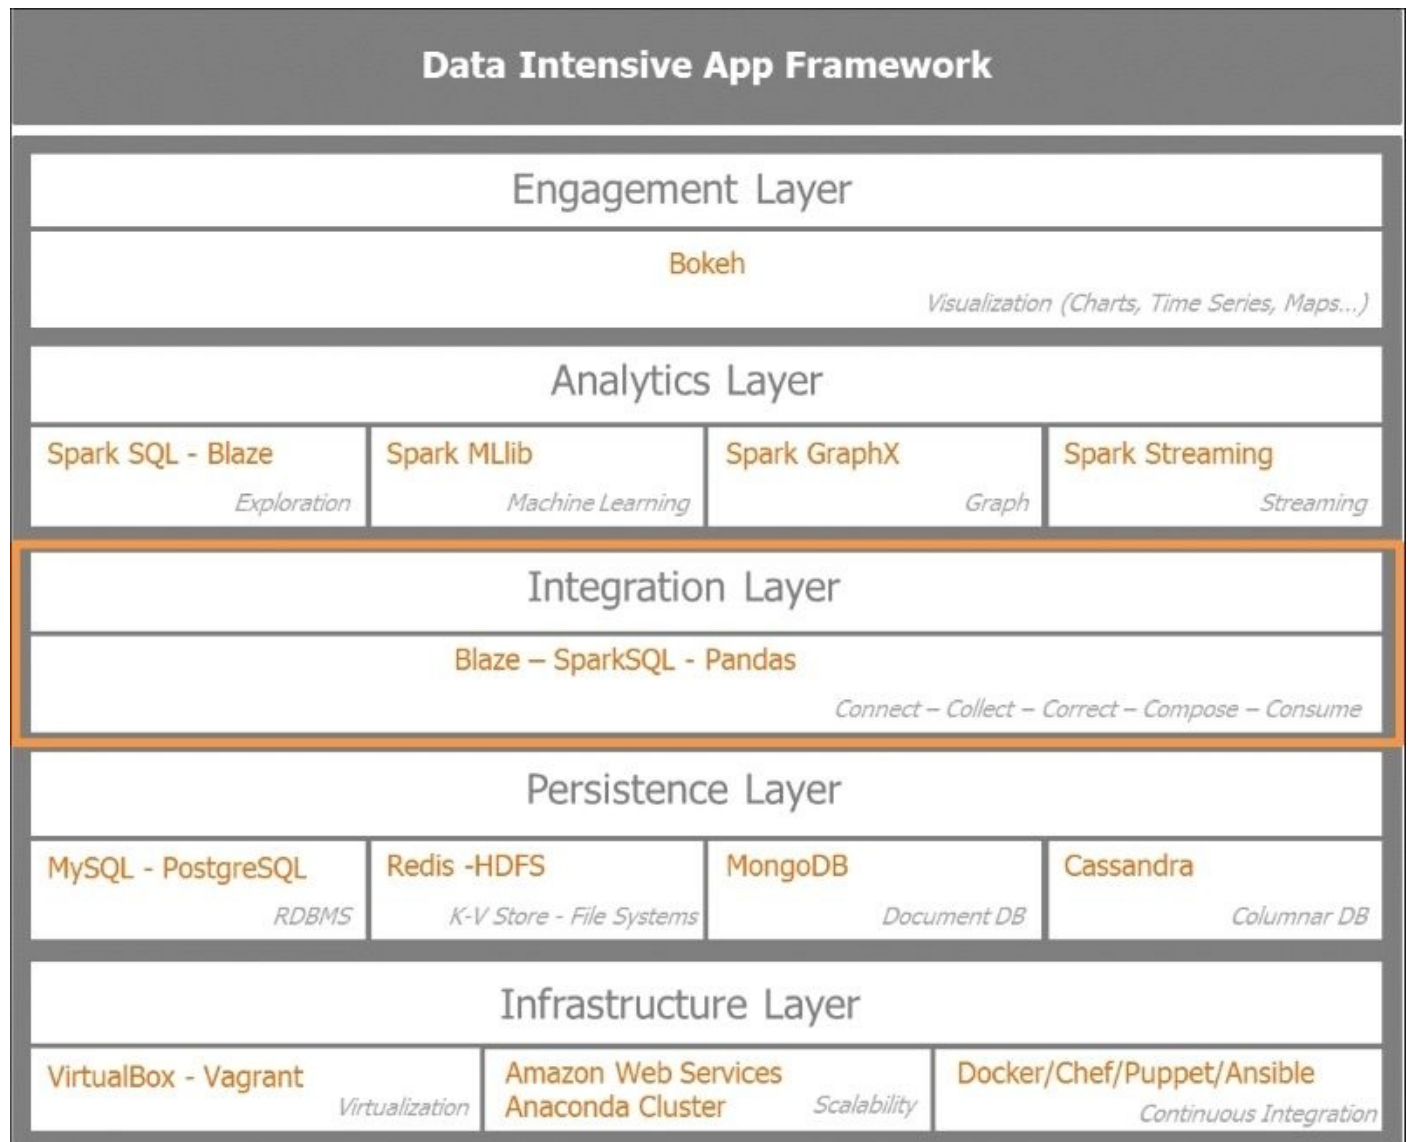 Data Intensive App Framework
Engagement Layer
Bokeh
Visualization (Charts, Time Series, Maps...)
Analytics Layer
Spark SQL - Blaze
Exploration
Spark MLlib
Machine Learning
Spark GraphX
Graph
Spark Streaming
Streaming
Integration Layer
Blaze – SparkSQL - Pandas
Connect – Collect – Correct – Compose – Consume
Persistence Layer
MySQL - PostgreSQL
RDBMS
Redis -HDFS
K-V Store - File Systems
MongoDB
Document DB
Cassandra
Columnar DB
Infrastructure Layer
VirtualBox - Vagrant
Virtualization
Amazon Web Services
Anaconda Cluster
Scalability
Docker/Chef/Puppet/Ansible
Continuous Integration